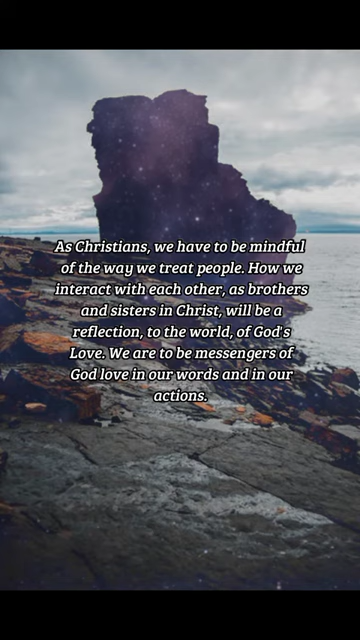 As Christians, we have to be mindful
of the way we treat people. How we
interact with each other, as brothers
and sisters in Christ, will be a
reflection, to the world, of God's
Love. We are to be messengers of
God love in our words and in our
actions.